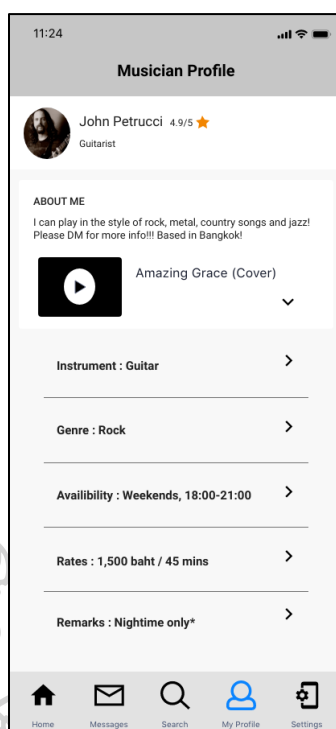 11:24
Musician Profile
John Petrucci 4.9/5
Guitarist
ABOUT ME
I can play in the style of rock, metal, country songs and jazz!
Please DM for more info!!! Based in Bangkok!
Amazing Grace (Cover)
Instrument : Guitar
Genre : Rock
Availibility : Weekends, 18:00-21:00
Rates : 1,500 baht / 45 mins
Remarks : Nightime only*
Home Messages Search My Profile Settings